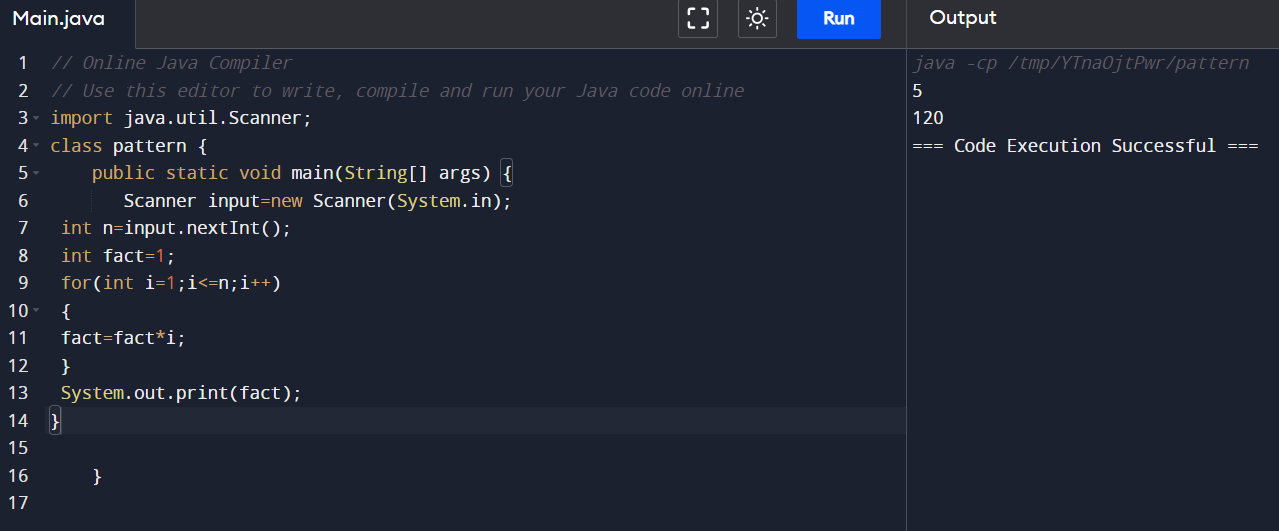 Main.java
Run
Output
1 // Online Java Compiler
2 // Use this editor to write, compile and run your Java code online
3 import java.util.Scanner;
4 class pattern {
5 public static void main(String[] args) {
6 Scanner input=new Scanner(System.in);
7 int n=input.nextInt();
8 int fact=1;
9 for(int i=1;i<=n;i++)
10 {
11 fact=fact*i;
12 }
13 System.out.print(fact);
14 }
15
16 }
17
java -cp /tmp/YTnaOjtPwr/pattern
5
120
=== Code Execution Successful ===